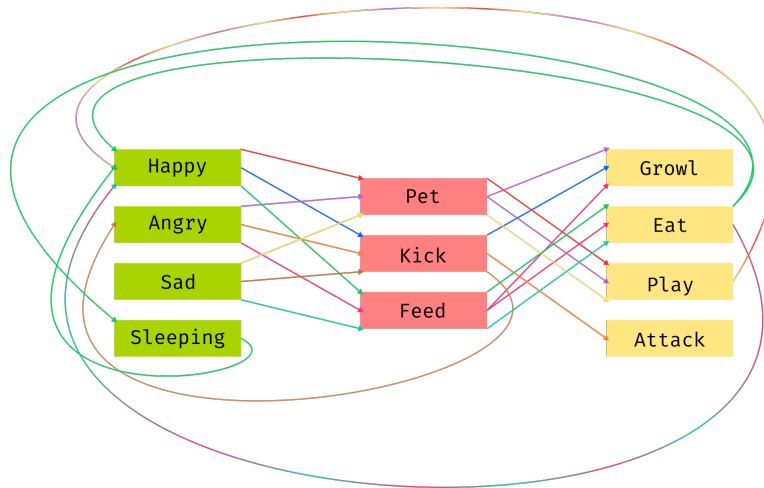 Happy
Angry
Sad
Sleeping
Pet
Kick
Feed
Growl
Eat
Play
Attack